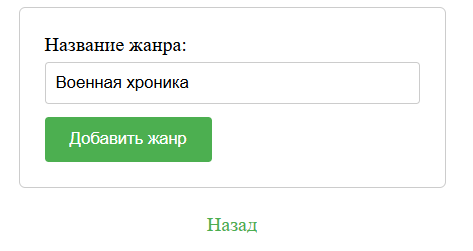 Название жанра:
Военная хроника
Добавить жанр
Назад